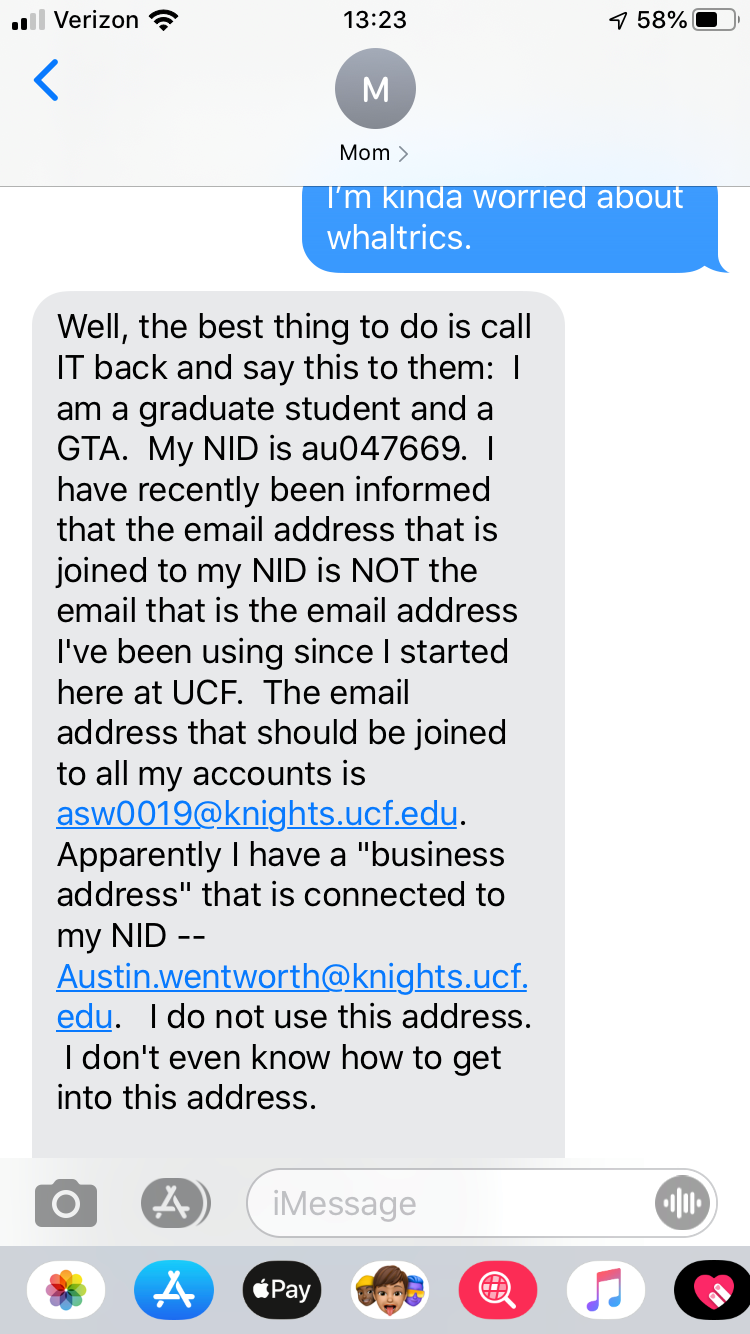 Verizon 13:23 58%
M
Mom
I'm kinda worried about
whaltrics.
Well, the best thing to do is call
IT back and say this to them:  I
am a graduate student and a
GTA.  My NID is au047669.  I
have recently been informed
that the email address that is
joined to my NID is NOT the
email that is the email address
I've been using since I started
here at UCF.  The email
address that should be joined
to all my accounts is
asw0019@knights.ucf.edu.
Apparently I have a "business
address" that is connected to
my NID --
Austin.wentworth@knights.ucf.
edu.   I do not use this address.
I don't even know how to get
into this address.
iMessage
Pay